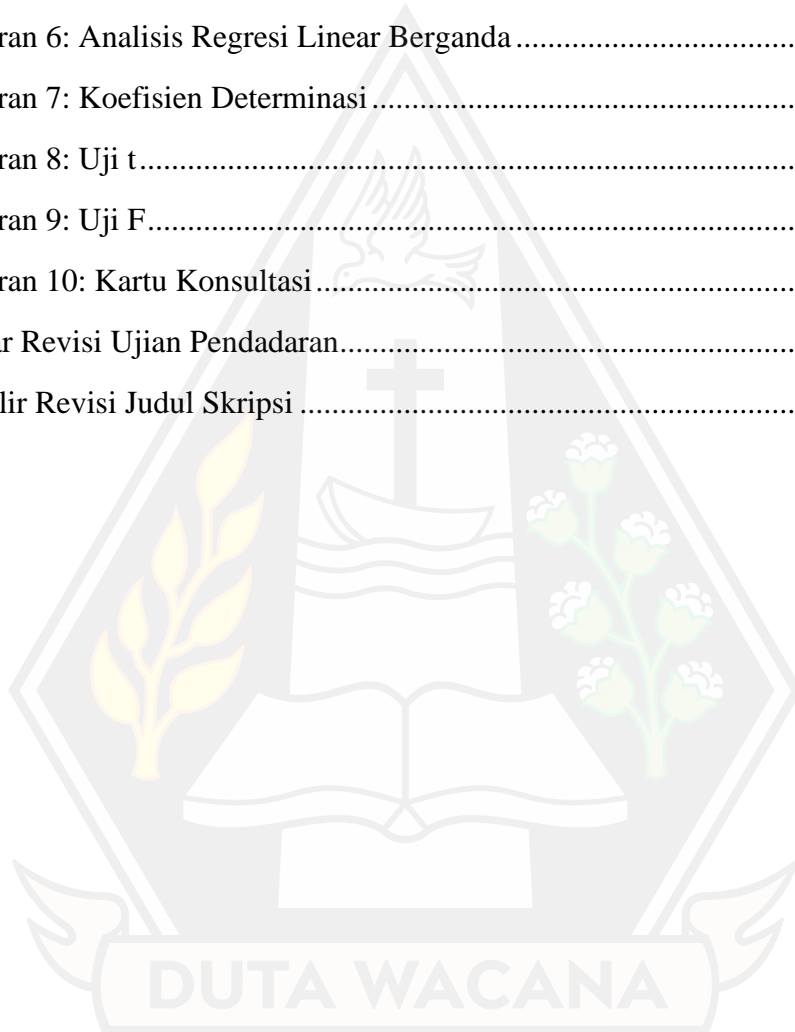 ran 6: Analisis Regresi Linear Berganda ..................................
ran 7: Koefisien Determinasi ....................................................
ran 8: Uji t .................................................................................
ran 9: Uji F ................................................................................
ran 10: Kartu Konsultasi ...........................................................
ar Revisi Ujian Pendadaran ........................................................
lir Revisi Judul Skripsi .............................................................
DUTA WACANA